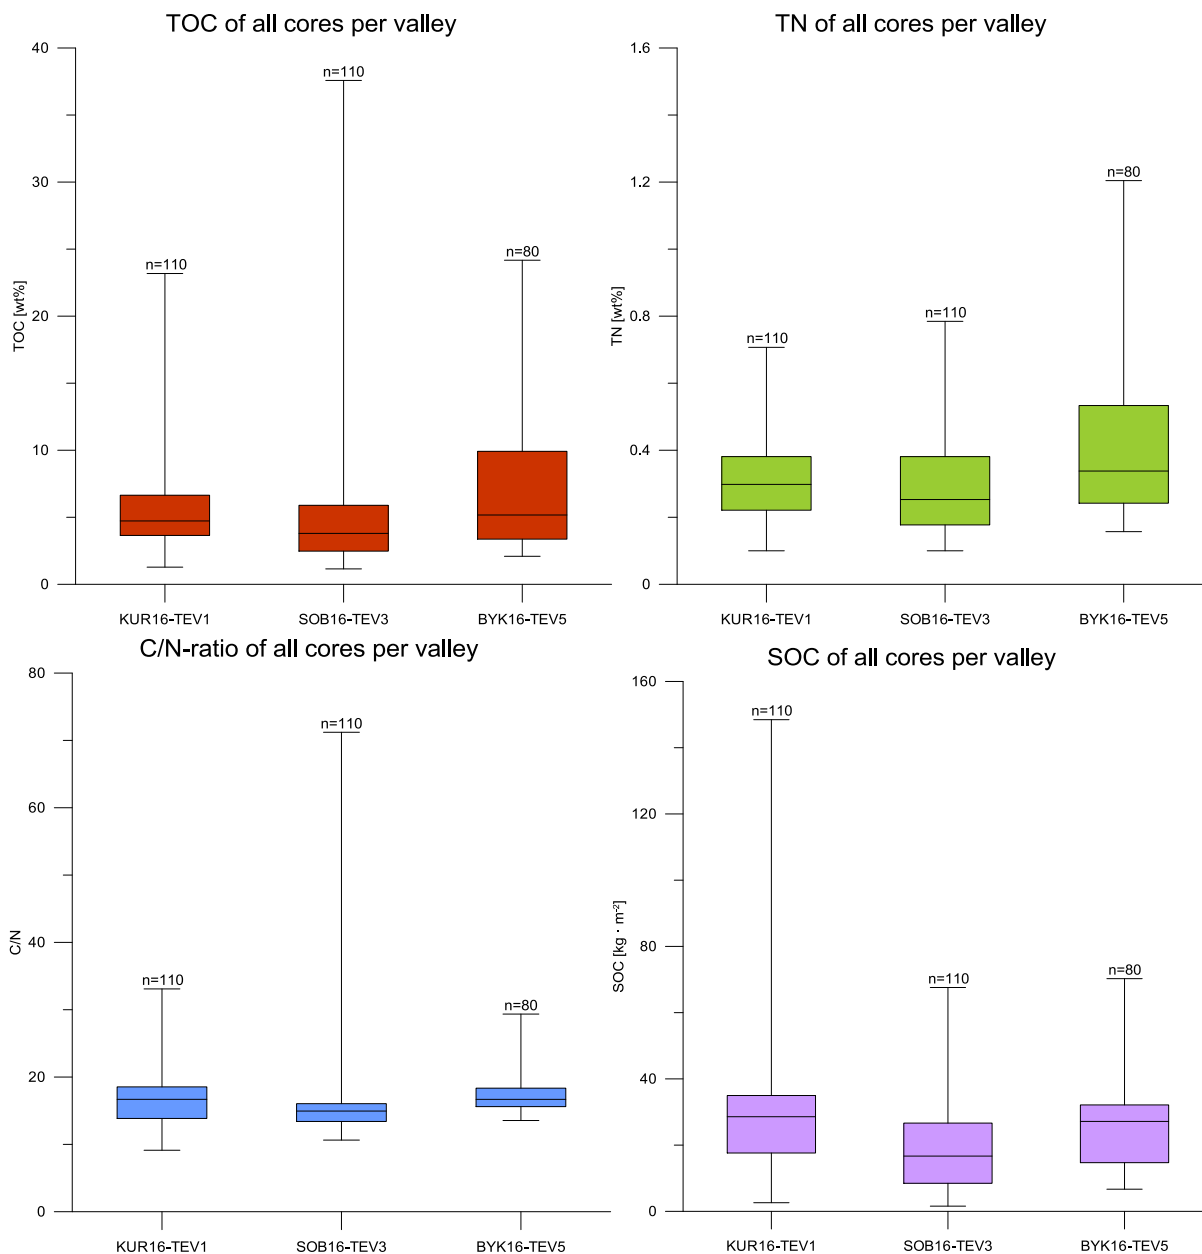 TOC of all cores per valley
40
30
20
10
0
TOC [wt%]
n=110
n=110
n=80
KUR16-TEV1
SOB16-TEV3
BYK16-TEV5
TN of all cores per valley
1.6
1.2
0.8
0.4
0
TN [wt%]
n=110
n=110
n=80
KUR16-TEV1
SOB16-TEV3
BYK16-TEV5
C/N-ratio of all cores per valley
80
60
40
20
0
C/N
n=110
n=110
n=80
KUR16-TEV1
SOB16-TEV3
BYK16-TEV5
SOC of all cores per valley
160
120
80
40
0
SOC [kg · m⁻²]
n=110
n=110
n=80
KUR16-TEV1
SOB16-TEV3
BYK16-TEV5